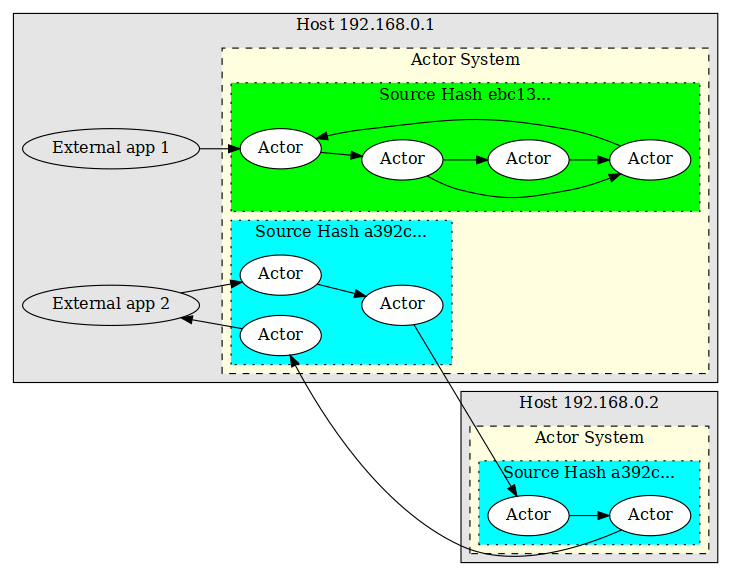 Host 192.168.0.1
Actor System
Source Hash ebc13...
External app 1
Actor
Actor
Actor
Actor
Source Hash a392c...
Actor
External app 2
Actor
Actor
Host 192.168.0.2
Actor System
Source Hash a392c...
Actor
Actor